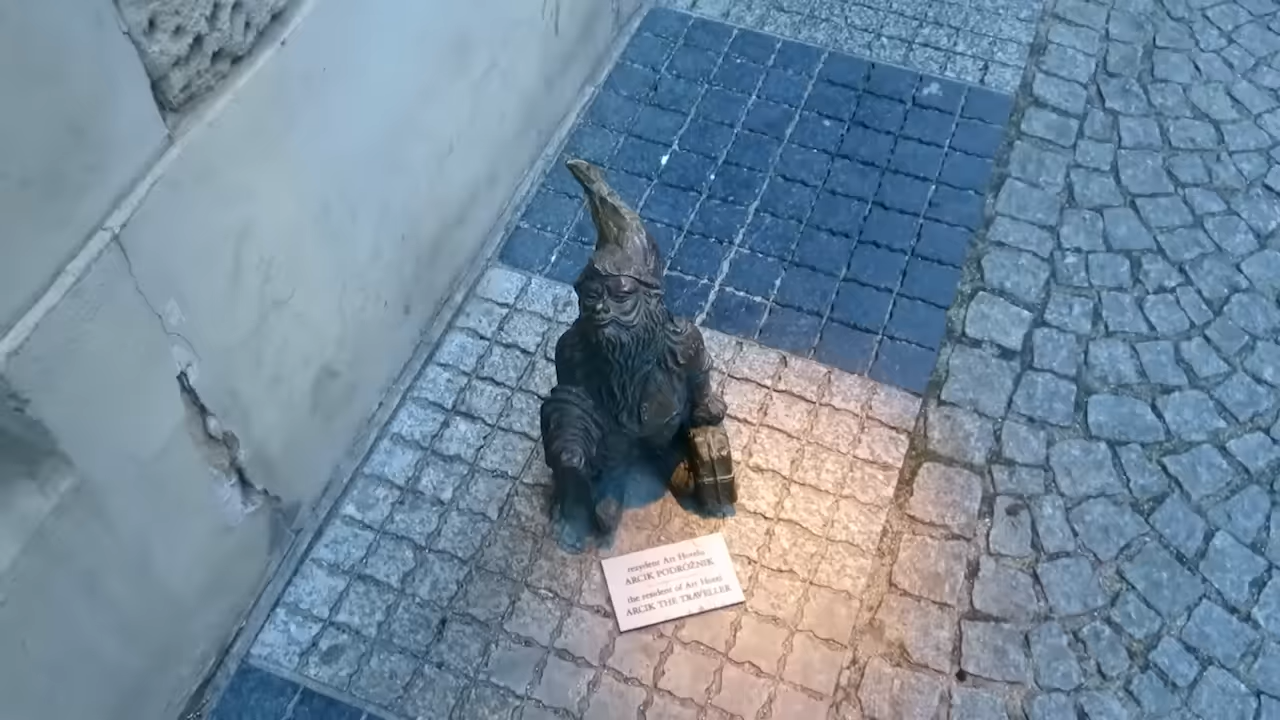 rezydent Art Hotelu
ARCIK PODRÓŻNIK
the resident of Art Hotel
ARCIK THE TRAVELLER